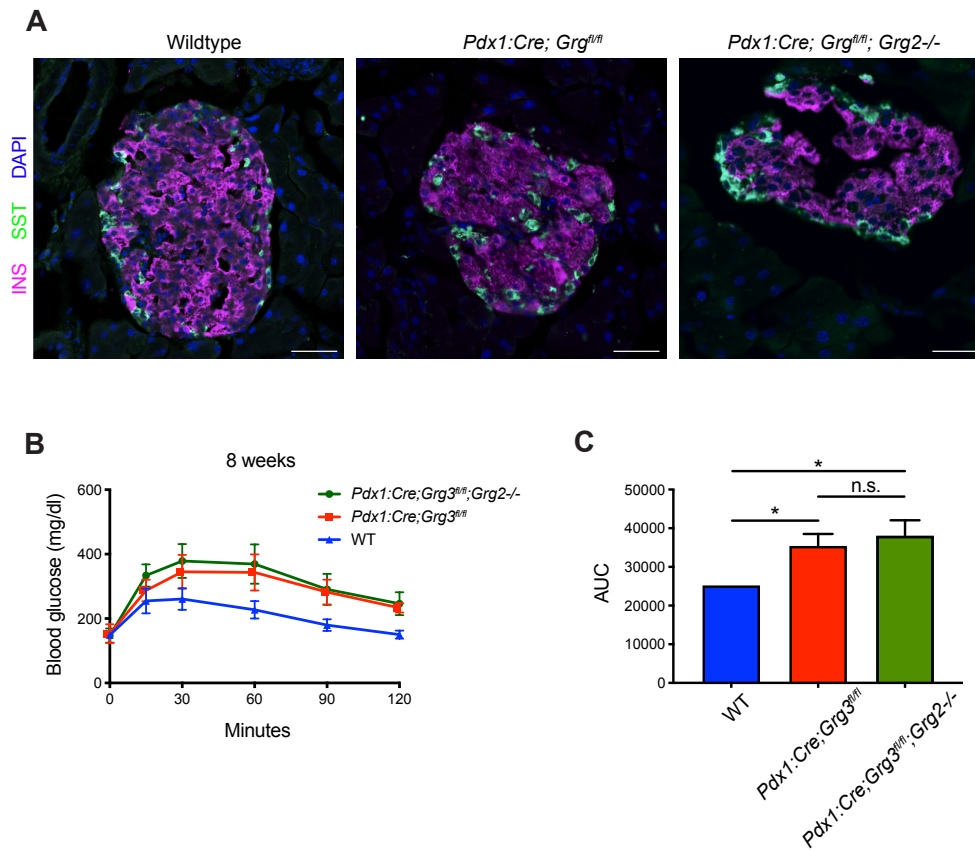 A
Wildtype
Pdx1:Cre; Grgfl/fl
Pdx1:Cre; Grgfl/fl; Grg2-/-
INS SST DAPI
B
8 weeks
Blood glucose (mg/dl)
600
400
200
0
0 30 60 90 120
Minutes
Pdx1:Cre;Grg3fl/fl;Grg2-/-
Pdx1:Cre;Grg3fl/fl
WT
C
*
n.s.
*
AUC
50000
40000
30000
20000
10000
0
WT
Pdx1:Cre;Grg3fl/fl
Pdx1:Cre;Grg3fl/fl;Grg2-/-